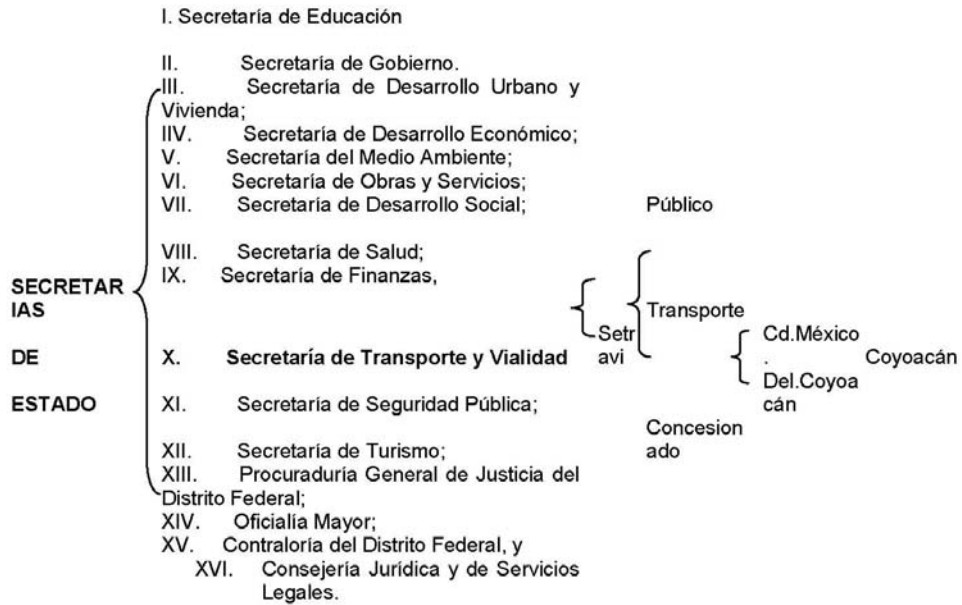 I. Secretaría de Educación
II. Secretaría de Gobierno.
III. Secretaría de Desarrollo Urbano y
Vivienda;
IIV. Secretaría de Desarrollo Económico;
V. Secretaría del Medio Ambiente;
VI. Secretaría de Obras y Servicios;
VII. Secretaría de Desarrollo Social;
VIII. Secretaría de Salud;
IX. Secretaría de Finanzas,
X. Secretaría de Transporte y Vialidad
XI. Secretaría de Seguridad Pública;
XII. Secretaría de Turismo;
XIII. Procuraduría General de Justicia del
Distrito Federal;
XIV. Oficialía Mayor;
XV. Contraloría del Distrito Federal, y
XVI. Consejería Jurídica y de Servicios
Legales.
SECRETAR
IAS
DE
ESTADO
Setr
avi
Público
Transporte
Concesion
ado
Cd.México
.
Del.Coyoa
cán
Coyoacán